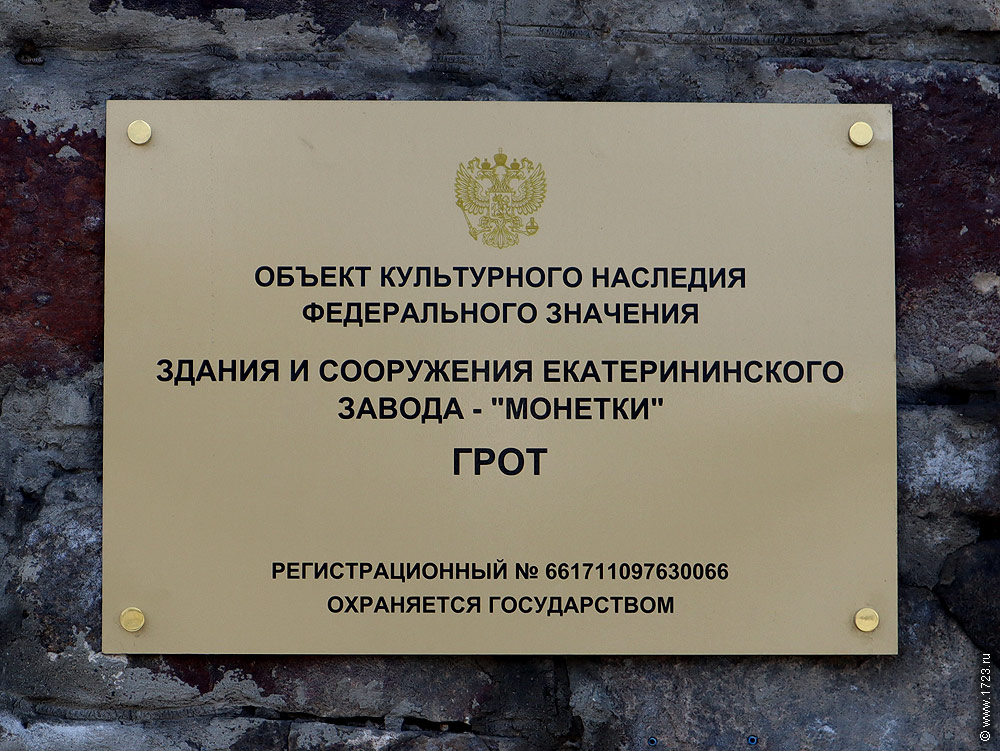 ОБЪЕКТ КУЛЬТУРНОГО НАСЛЕДИЯ
ФЕДЕРАЛЬНОГО ЗНАЧЕНИЯ
ЗДАНИЯ И СООРУЖЕНИЯ ЕКАТЕРИНИНСКОГО
ЗАВОДА - "МОНЕТКИ"
ГРОТ
РЕГИСТРАЦИОННЫЙ № 661711097630066
ОХРАНЯЕТСЯ ГОСУДАРСТВОМ
© www.1723.ru